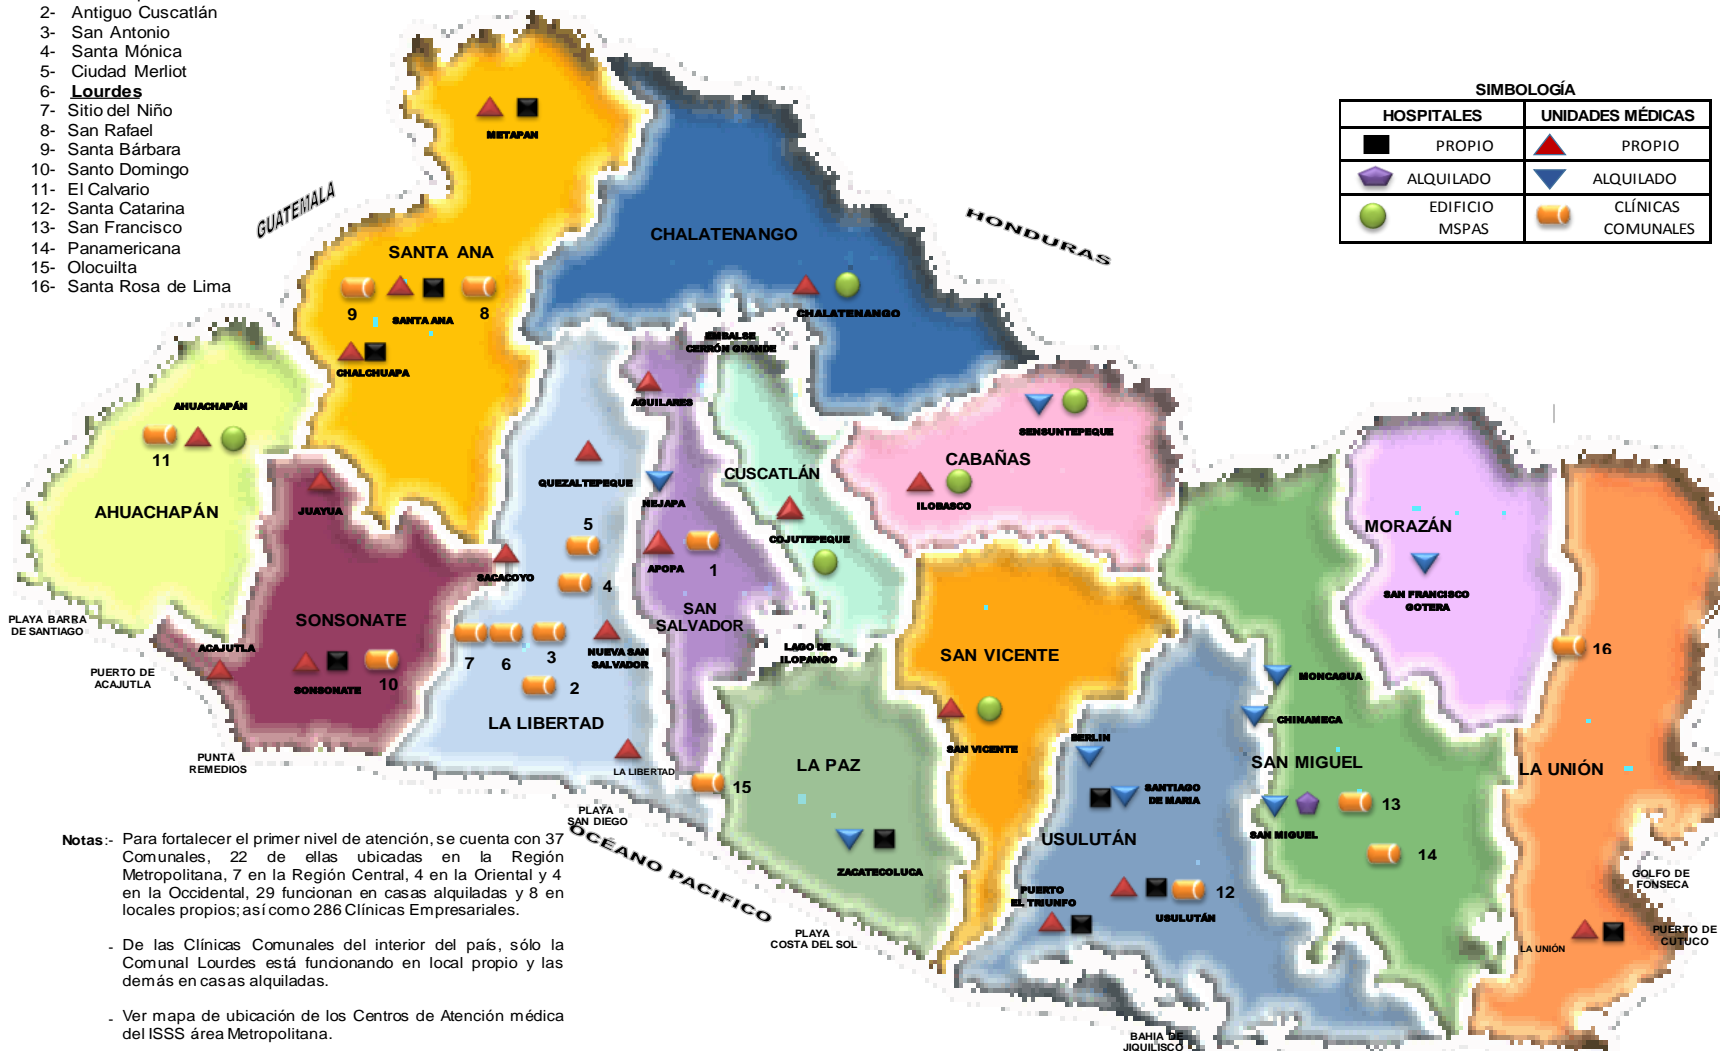 2- Antiguo Cuscatlán
3- San Antonio
4- Santa Mónica
5- Ciudad Merliot
6- Lourdes
7- Sitio del Niño
8- San Rafael
9- Santa Bárbara
10- Santo Domingo
11- El Calvario
12- Santa Catarina
13- San Francisco
14- Panamericana
15- Olocuilta
16- Santa Rosa de Lima
SIMBOLOGÍA
HOSPITALES UNIDADES MÉDICAS
PROPIO PROPIO
ALQUILADO ALQUILADO
EDIFICIO MSPAS CLÍNICAS COMUNALES
GUATEMALA
HONDURAS
METAPAN
SANTA ANA
9
SANTA ANA
8
CHALCHUAPA
CHALATENANGO
CHALATENANGO
EMBALSE
CERRÓN GRANDE
AHUACHAPÁN
11
AHUACHAPÁN
JUAYUA
SONSONATE
ACAJUTLA
SONSONATE
10
PLAYA BARRA
DE SANTIAGO
PUERTO DE
ACAJUTLA
PUNTA
REMEDIOS
QUEZALTEPEQUE
SACACOYO
5
4
3
7
6
2
NUEVA SAN
SALVADOR
LA LIBERTAD
LA LIBERTAD
AGUILARES
NEJAPA
APOPA
1
SAN
SALVADOR
CUSCATLÁN
COJUTEPEQUE
LAGO DE
ILOPANGO
SENSUNTEPEQUE
CABAÑAS
ILOBASCO
SAN VICENTE
SAN VICENTE
LA PAZ
15
ZACATECOLUCA
PLAYA
SAN DIEGO
OCÉANO PACIFICO
PLAYA
COSTA DEL SOL
BERLIN
SANTIAGO
DE MARIA
USULUTÁN
PUERTO
EL TRIUNFO
USULUTÁN
12
BAHIA DE
JIQUILISCO
MONCAGUA
CHINAMECA
SAN MIGUEL
SAN MIGUEL
13
14
MORAZÁN
SAN FRANCISCO
GOTERA
16
LA UNIÓN
GOLFO DE
FONSECA
LA UNIÓN
PUERTO DE
CUTUCO
Notas:- Para fortalecer el primer nivel de atención, se cuenta con 37
Comunales, 22 de ellas ubicadas en la Región
Metropolitana, 7 en la Región Central, 4 en la Oriental y 4
en la Occidental, 29 funcionan en casas alquiladas y 8 en
locales propios; así como 286 Clínicas Empresariales.
- De las Clínicas Comunales del interior del país, sólo la
Comunal Lourdes está funcionando en local propio y las
demás en casas alquiladas.
- Ver mapa de ubicación de los Centros de Atención médica
del ISSS área Metropolitana.